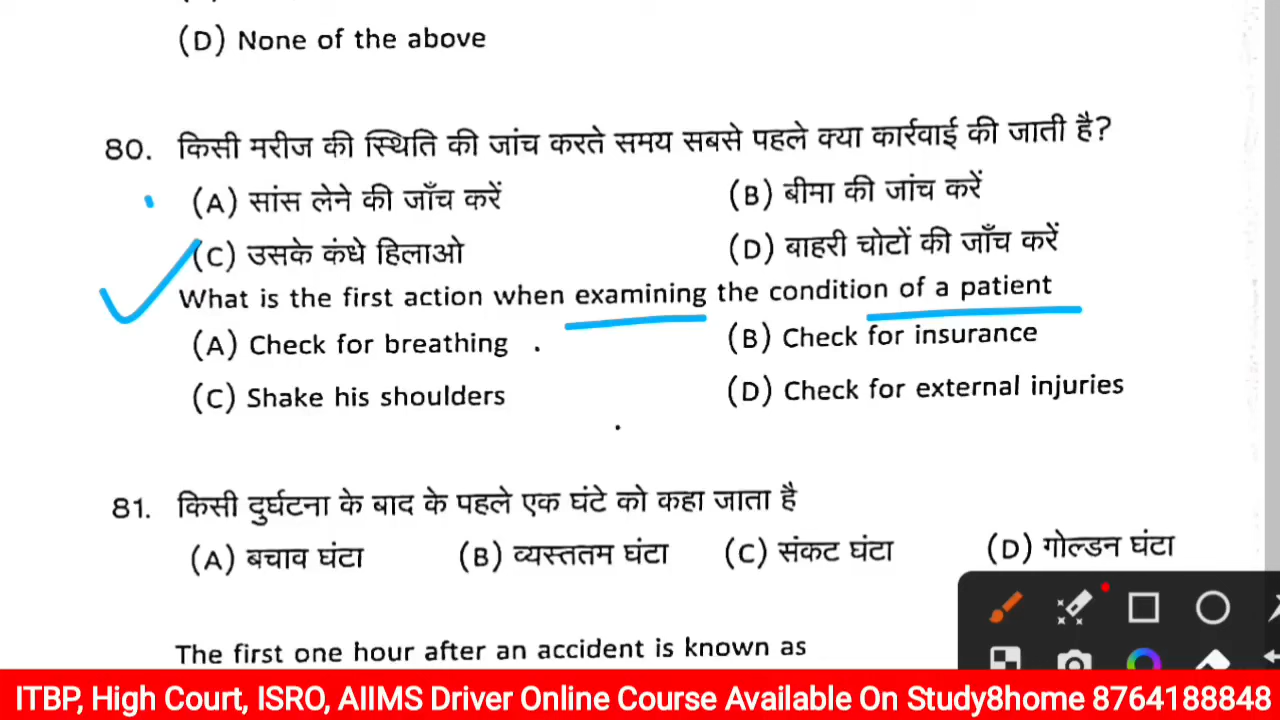 (D) None of the above
80. किसी मरीज की स्थिति की जांच करते समय सबसे पहले क्या कार्रवाई की जाती है?
(A) सांस लेने की जाँच करें (B) बीमा की जांच करें
(C) उसके कंधे हिलाओ (D) बाहरी चोटों की जाँच करें
What is the first action when examining the condition of a patient
(A) Check for breathing (B) Check for insurance
(C) Shake his shoulders (D) Check for external injuries
81. किसी दुर्घटना के बाद के पहले एक घंटे को कहा जाता है
(A) बचाव घंटा (B) व्यस्ततम घंटा (C) संकट घंटा (D) गोल्डन घंटा
The first one hour after an accident is known as
ITBP, High Court, ISRO, AIIMS Driver Online Course Available On Study8home 8764188848